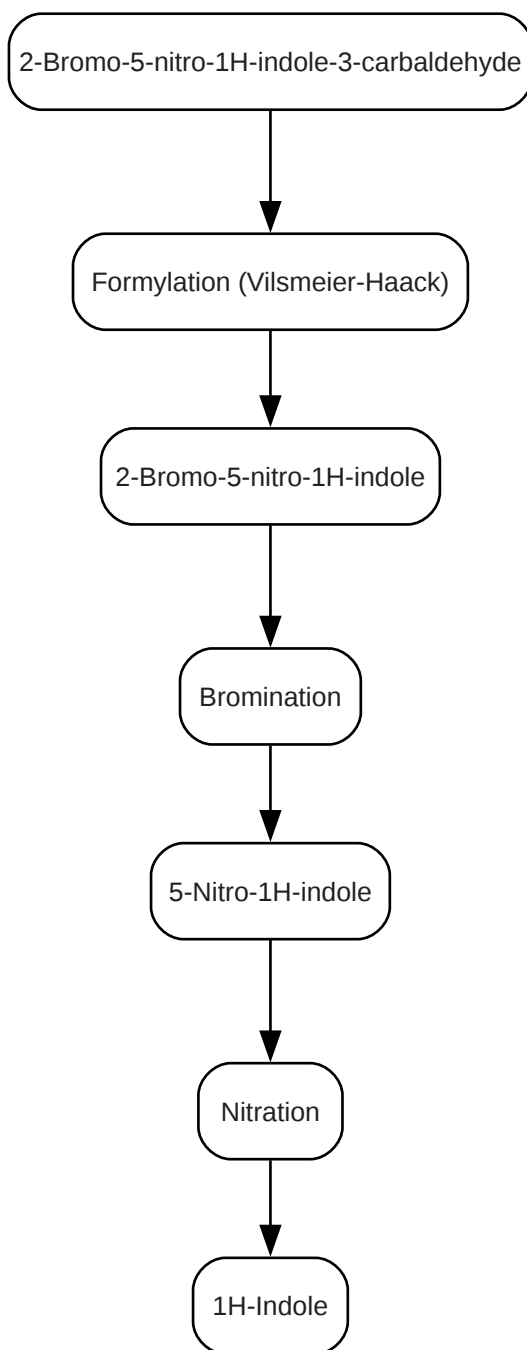 2-Bromo-5-nitro-1H-indole-3-carbaldehyde
Formylation (Vilsmeier-Haack)
2-Bromo-5-nitro-1H-indole
Bromination
5-Nitro-1H-indole
Nitration
1H-Indole